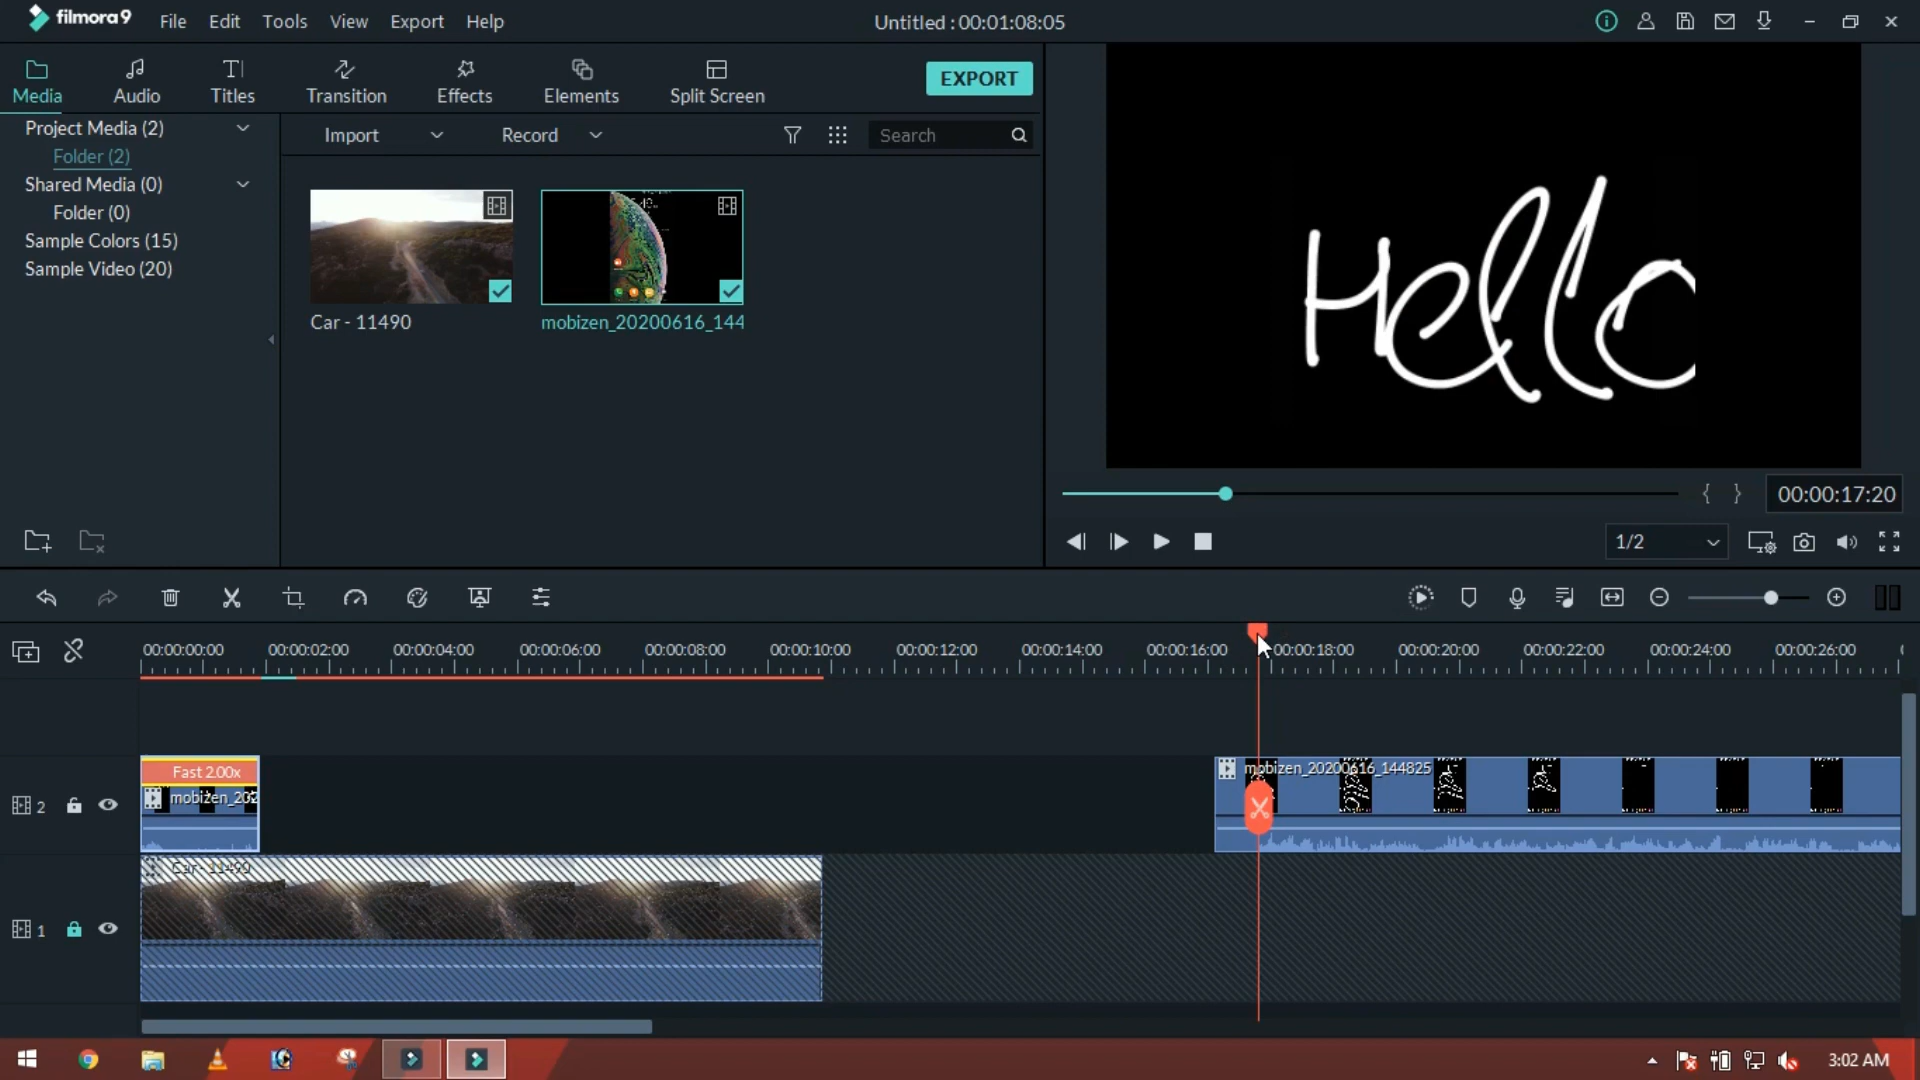 filmora9 File Edit Tools View Export Help Untitled : 00:01:08:05
Media Audio Titles Transition Effects Elements Split Screen EXPORT
Project Media (2)
Folder (2)
Shared Media (0)
Folder (0)
Sample Colors (15)
Sample Video (20)
Import Record Search
Car - 11490 mobizen_20200616_144
Hello
{ } 00:00:17:20
1/2
00:00:00:00 00:00:02:00 00:00:04:00 00:00:06:00 00:00:08:00 00:00:10:00 00:00:12:00 00:00:14:00 00:00:16:00 00:00:18:00 00:00:20:00 00:00:22:00 00:00:24:00 00:00:26:00
Fast 2.00x
2 mobizen_202 mobizen_20200616_144825
Car - 11490
1
3:02 AM